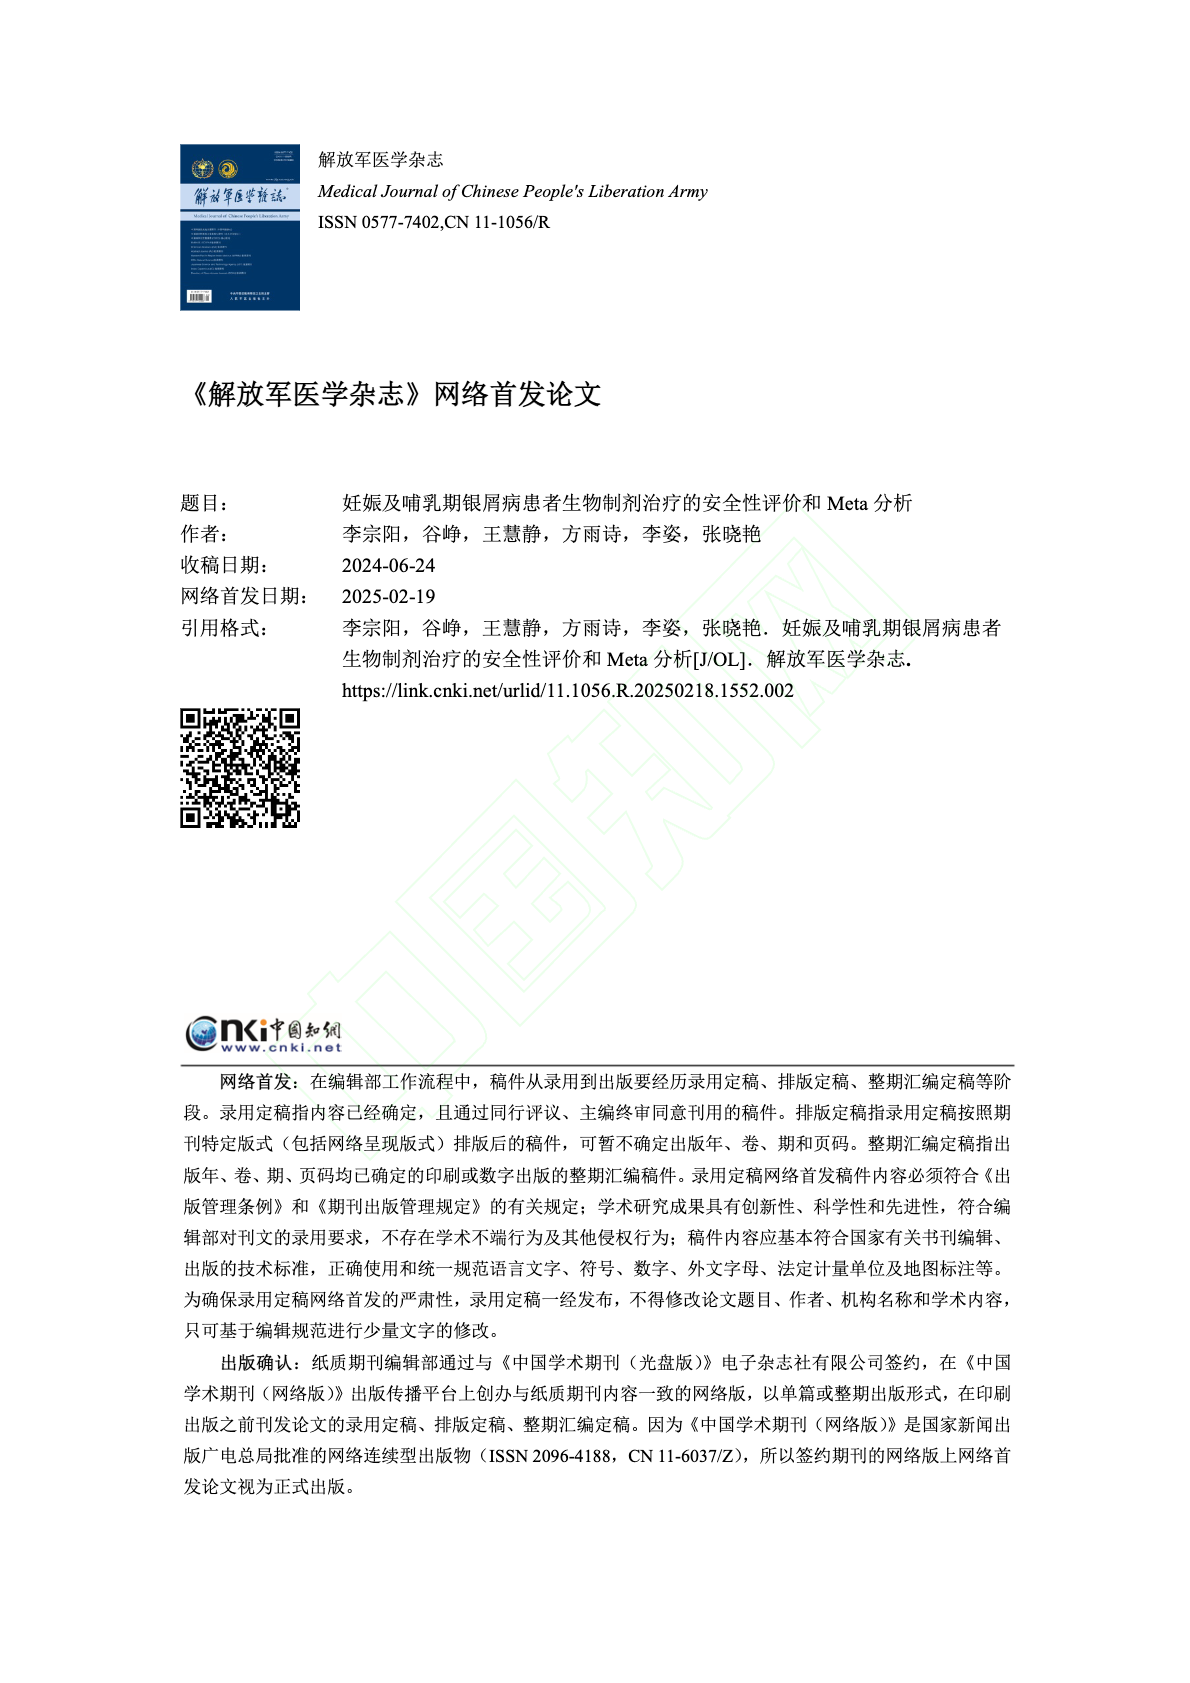 解放军医学杂志
Medical Journal of Chinese People's Liberation Army
ISSN 0577-7402,CN 11-1056/R
解放军医学杂志
Medical Journal of Chinese People's Liberation Army
《解放军医学杂志》网络首发论文
题目： 妊娠及哺乳期银屑病患者生物制剂治疗的安全性评价和 Meta 分析
作者： 李宗阳，谷峥，王慧静，方雨诗，李姿，张晓艳
收稿日期： 2024-06-24
网络首发日期： 2025-02-19
引用格式： 李宗阳，谷峥，王慧静，方雨诗，李姿，张晓艳．妊娠及哺乳期银屑病患者
生物制剂治疗的安全性评价和 Meta 分析[J/OL]．解放军医学杂志.
https://link.cnki.net/urlid/11.1056.R.20250218.1552.002
中国知网
cnki中国知网
www.cnki.net
网络首发：在编辑部工作流程中，稿件从录用到出版要经历录用定稿、排版定稿、整期汇编定稿等阶
段。录用定稿指内容已经确定，且通过同行评议、主编终审同意刊用的稿件。排版定稿指录用定稿按照期
刊特定版式（包括网络呈现版式）排版后的稿件，可暂不确定出版年、卷、期和页码。整期汇编定稿指出
版年、卷、期、页码均已确定的印刷或数字出版的整期汇编稿件。录用定稿网络首发稿件内容必须符合《出
版管理条例》和《期刊出版管理规定》的有关规定；学术研究成果具有创新性、科学性和先进性，符合编
辑部对刊文的录用要求，不存在学术不端行为及其他侵权行为；稿件内容应基本符合国家有关书刊编辑、
出版的技术标准，正确使用和统一规范语言文字、符号、数字、外文字母、法定计量单位及地图标注等。
为确保录用定稿网络首发的严肃性，录用定稿一经发布，不得修改论文题目、作者、机构名称和学术内容，
只可基于编辑规范进行少量文字的修改。
出版确认：纸质期刊编辑部通过与《中国学术期刊（光盘版）》电子杂志社有限公司签约，在《中国
学术期刊（网络版）》出版传播平台上创办与纸质期刊内容一致的网络版，以单篇或整期出版形式，在印刷
出版之前刊发论文的录用定稿、排版定稿、整期汇编定稿。因为《中国学术期刊（网络版）》是国家新闻出
版广电总局批准的网络连续型出版物（ISSN 2096-4188，CN 11-6037/Z），所以签约期刊的网络版上网络首
发论文视为正式出版。